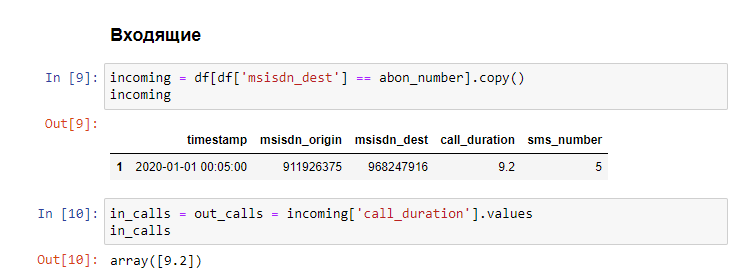 Входящие
In [9]: incoming = df[df['msisdn_dest'] == abon_number].copy()
incoming
Out[9]:
timestamp msisdn_origin msisdn_dest call_duration sms_number
1 2020-01-01 00:05:00 911926375 968247916 9.2 5
In [10]: in_calls = out_calls = incoming['call_duration'].values
in_calls
Out[10]: array([9.2])